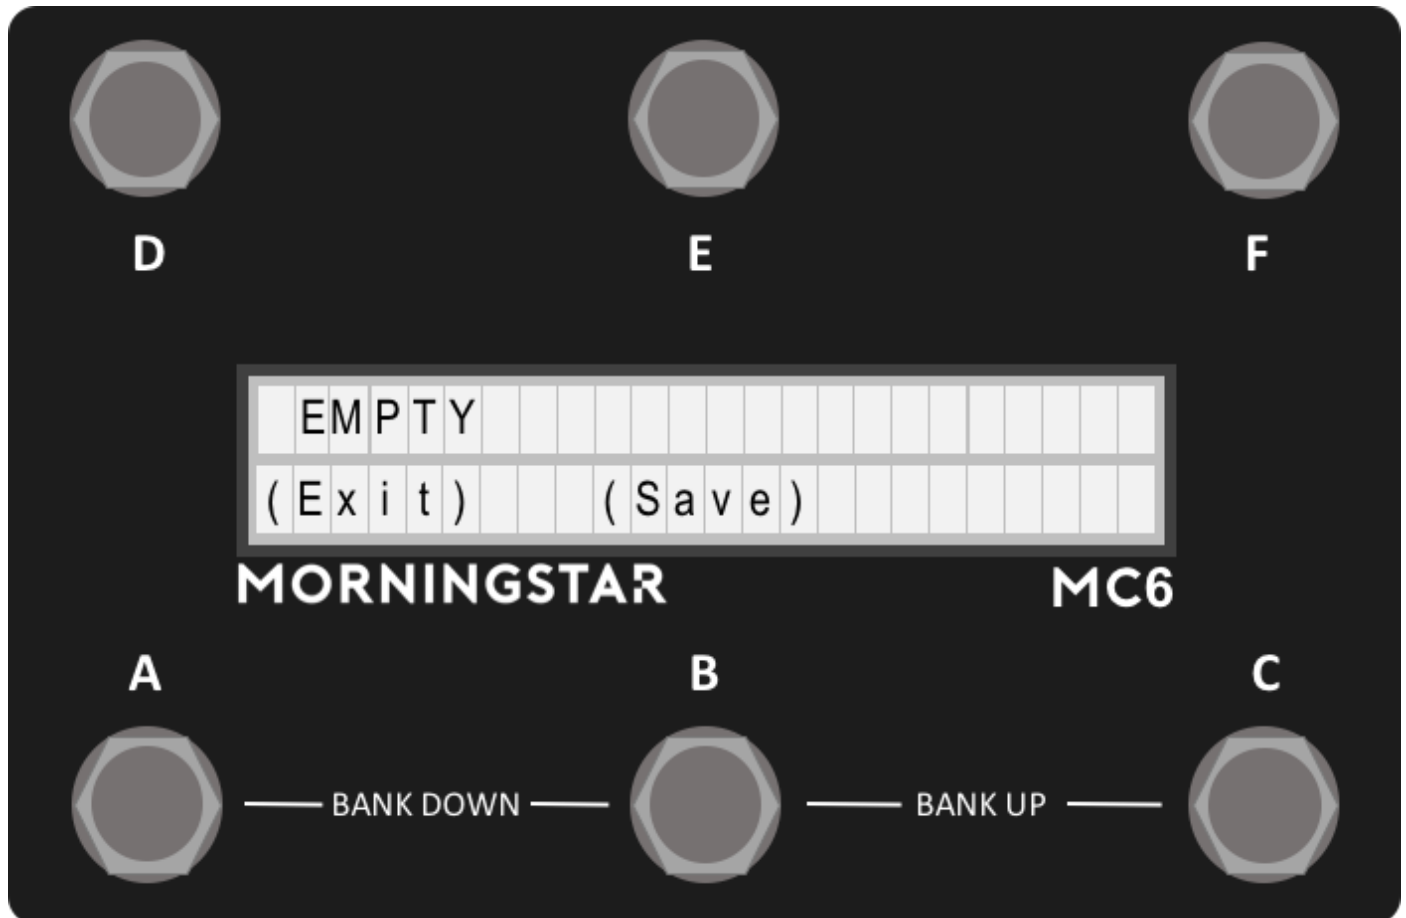 D E F
EMPTY
(Exit) (Save)
MORNINGSTAR MC6
A B C
BANK DOWN BANK UP